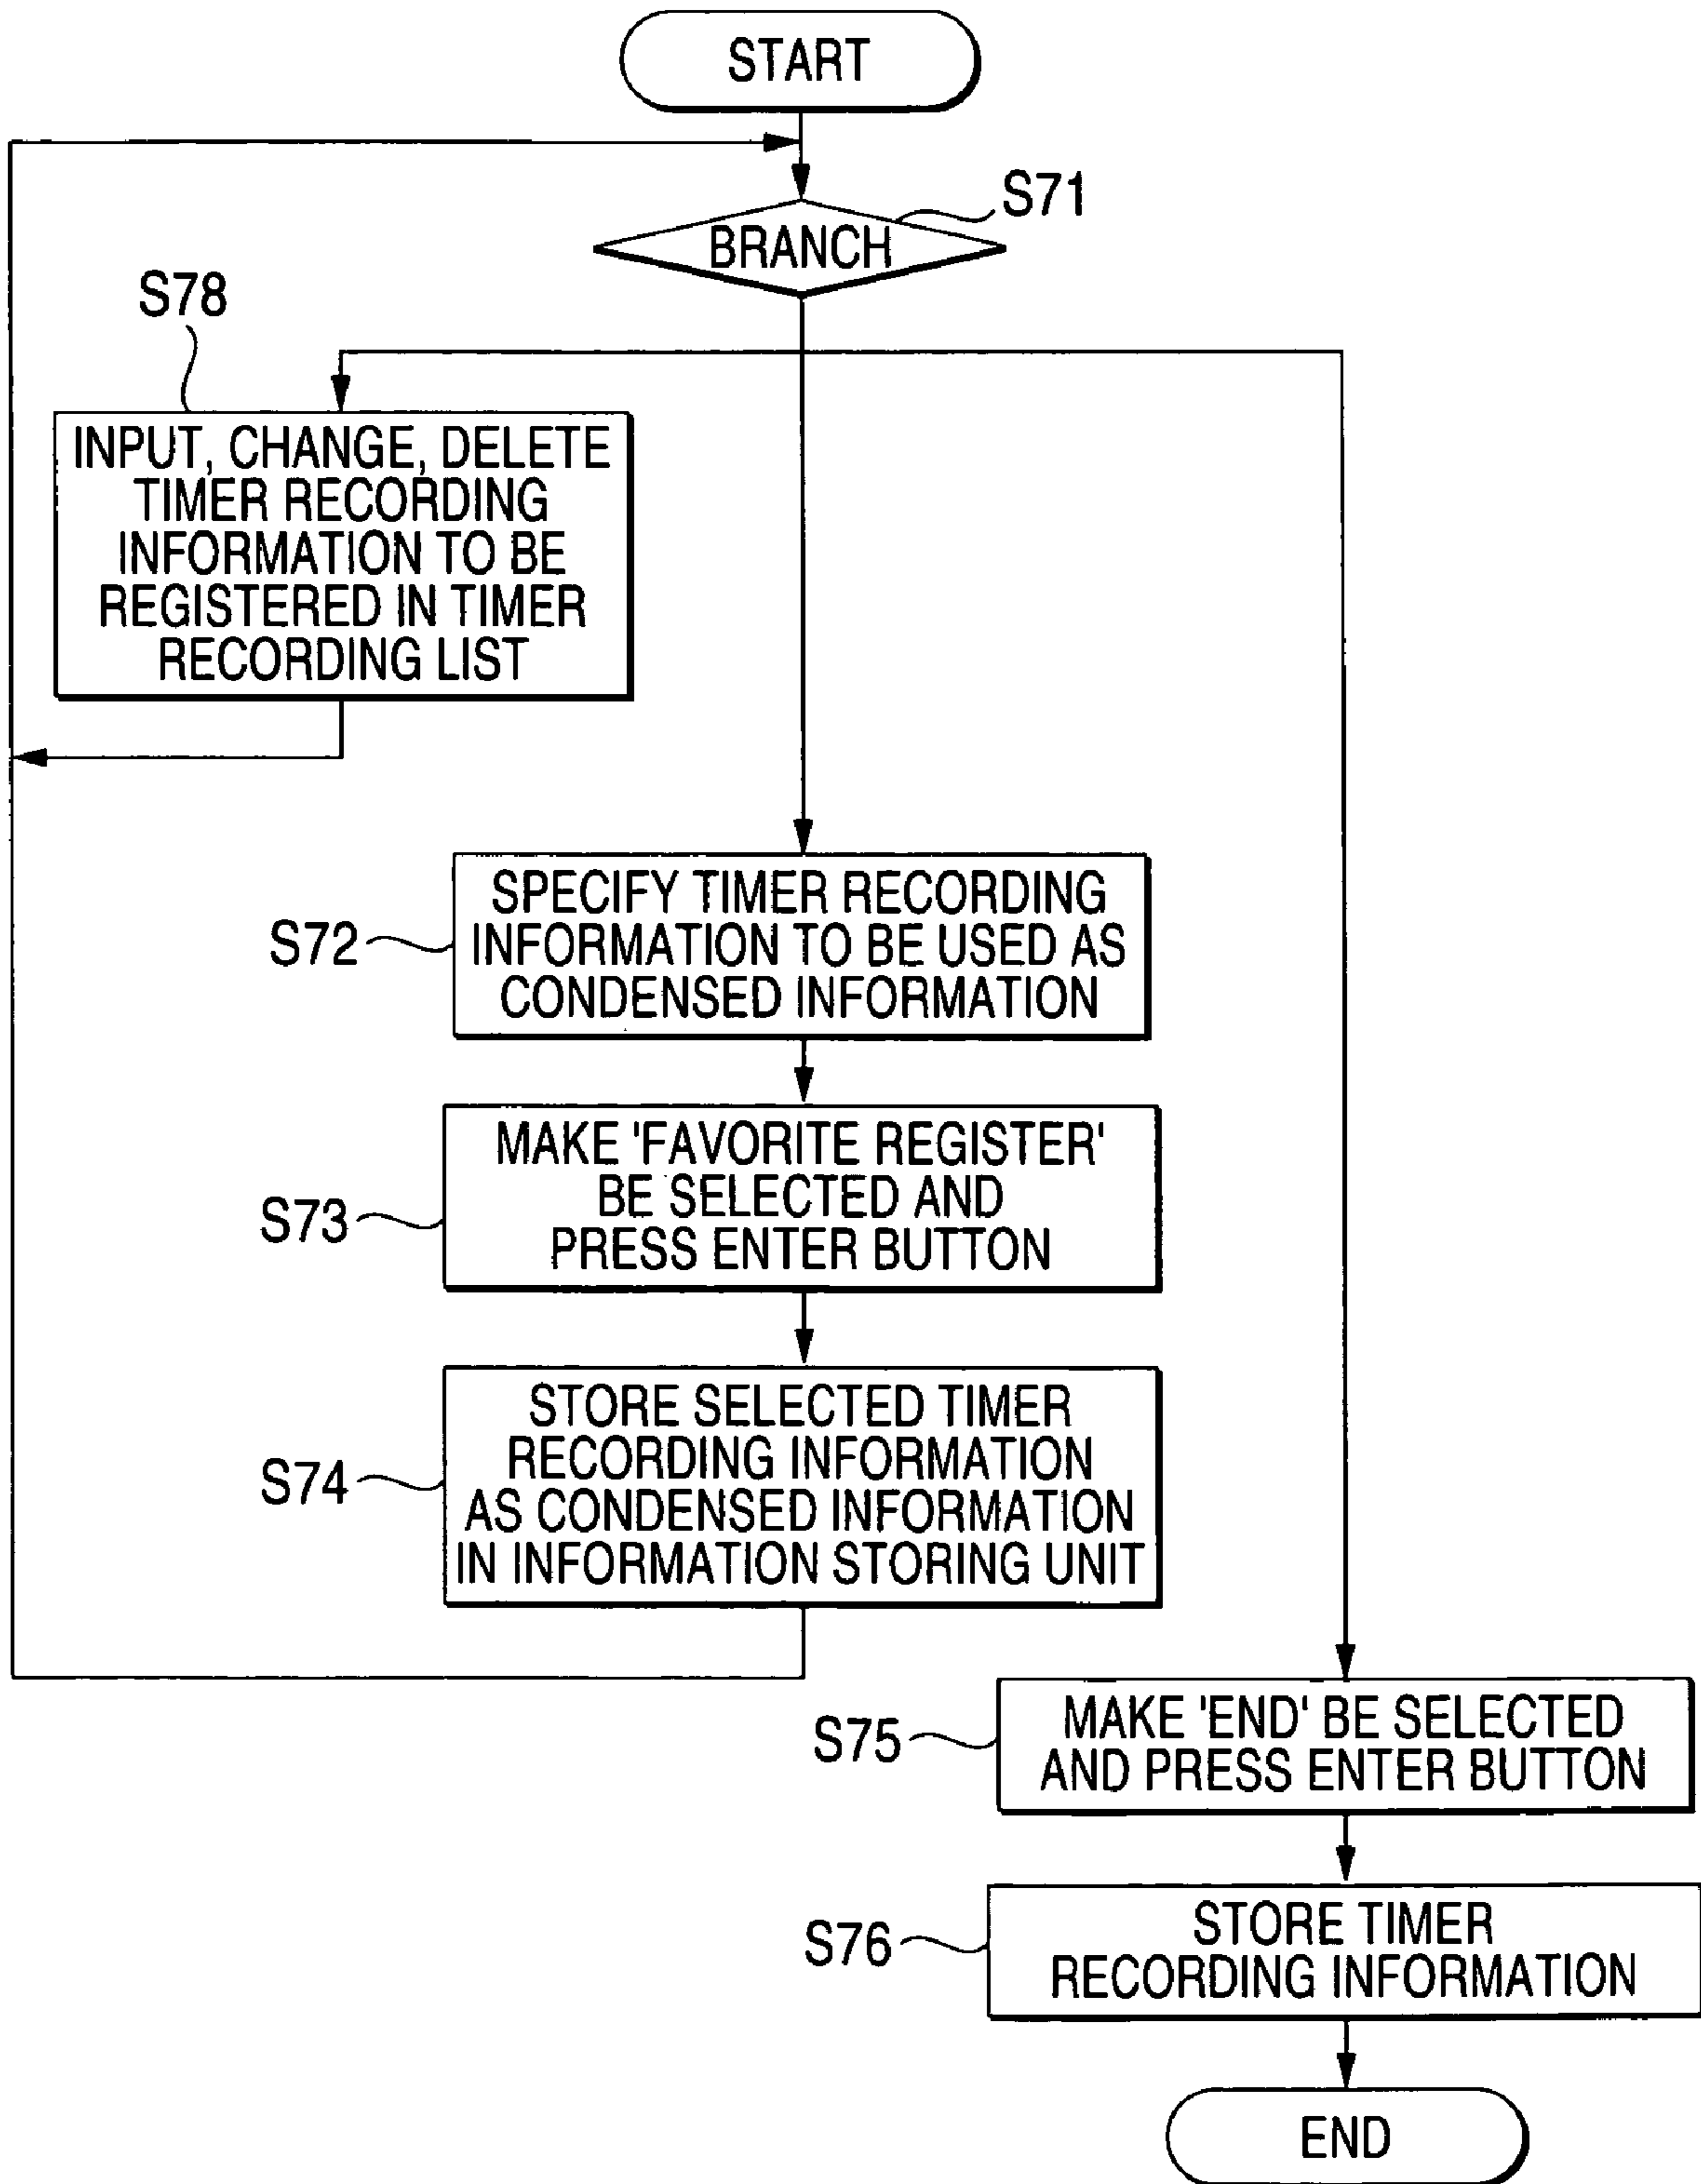 START
S71
BRANCH
S78
INPUT, CHANGE, DELETE
TIMER RECORDING
INFORMATION TO BE
REGISTERED IN TIMER
RECORDING LIST
S72
SPECIFY TIMER RECORDING
INFORMATION TO BE USED AS
CONDENSED INFORMATION
S73
MAKE 'FAVORITE REGISTER'
BE SELECTED AND
PRESS ENTER BUTTON
S74
STORE SELECTED TIMER
RECORDING INFORMATION
AS CONDENSED INFORMATION
IN INFORMATION STORING UNIT
S75
MAKE 'END' BE SELECTED
AND PRESS ENTER BUTTON
S76
STORE TIMER
RECORDING INFORMATION
END